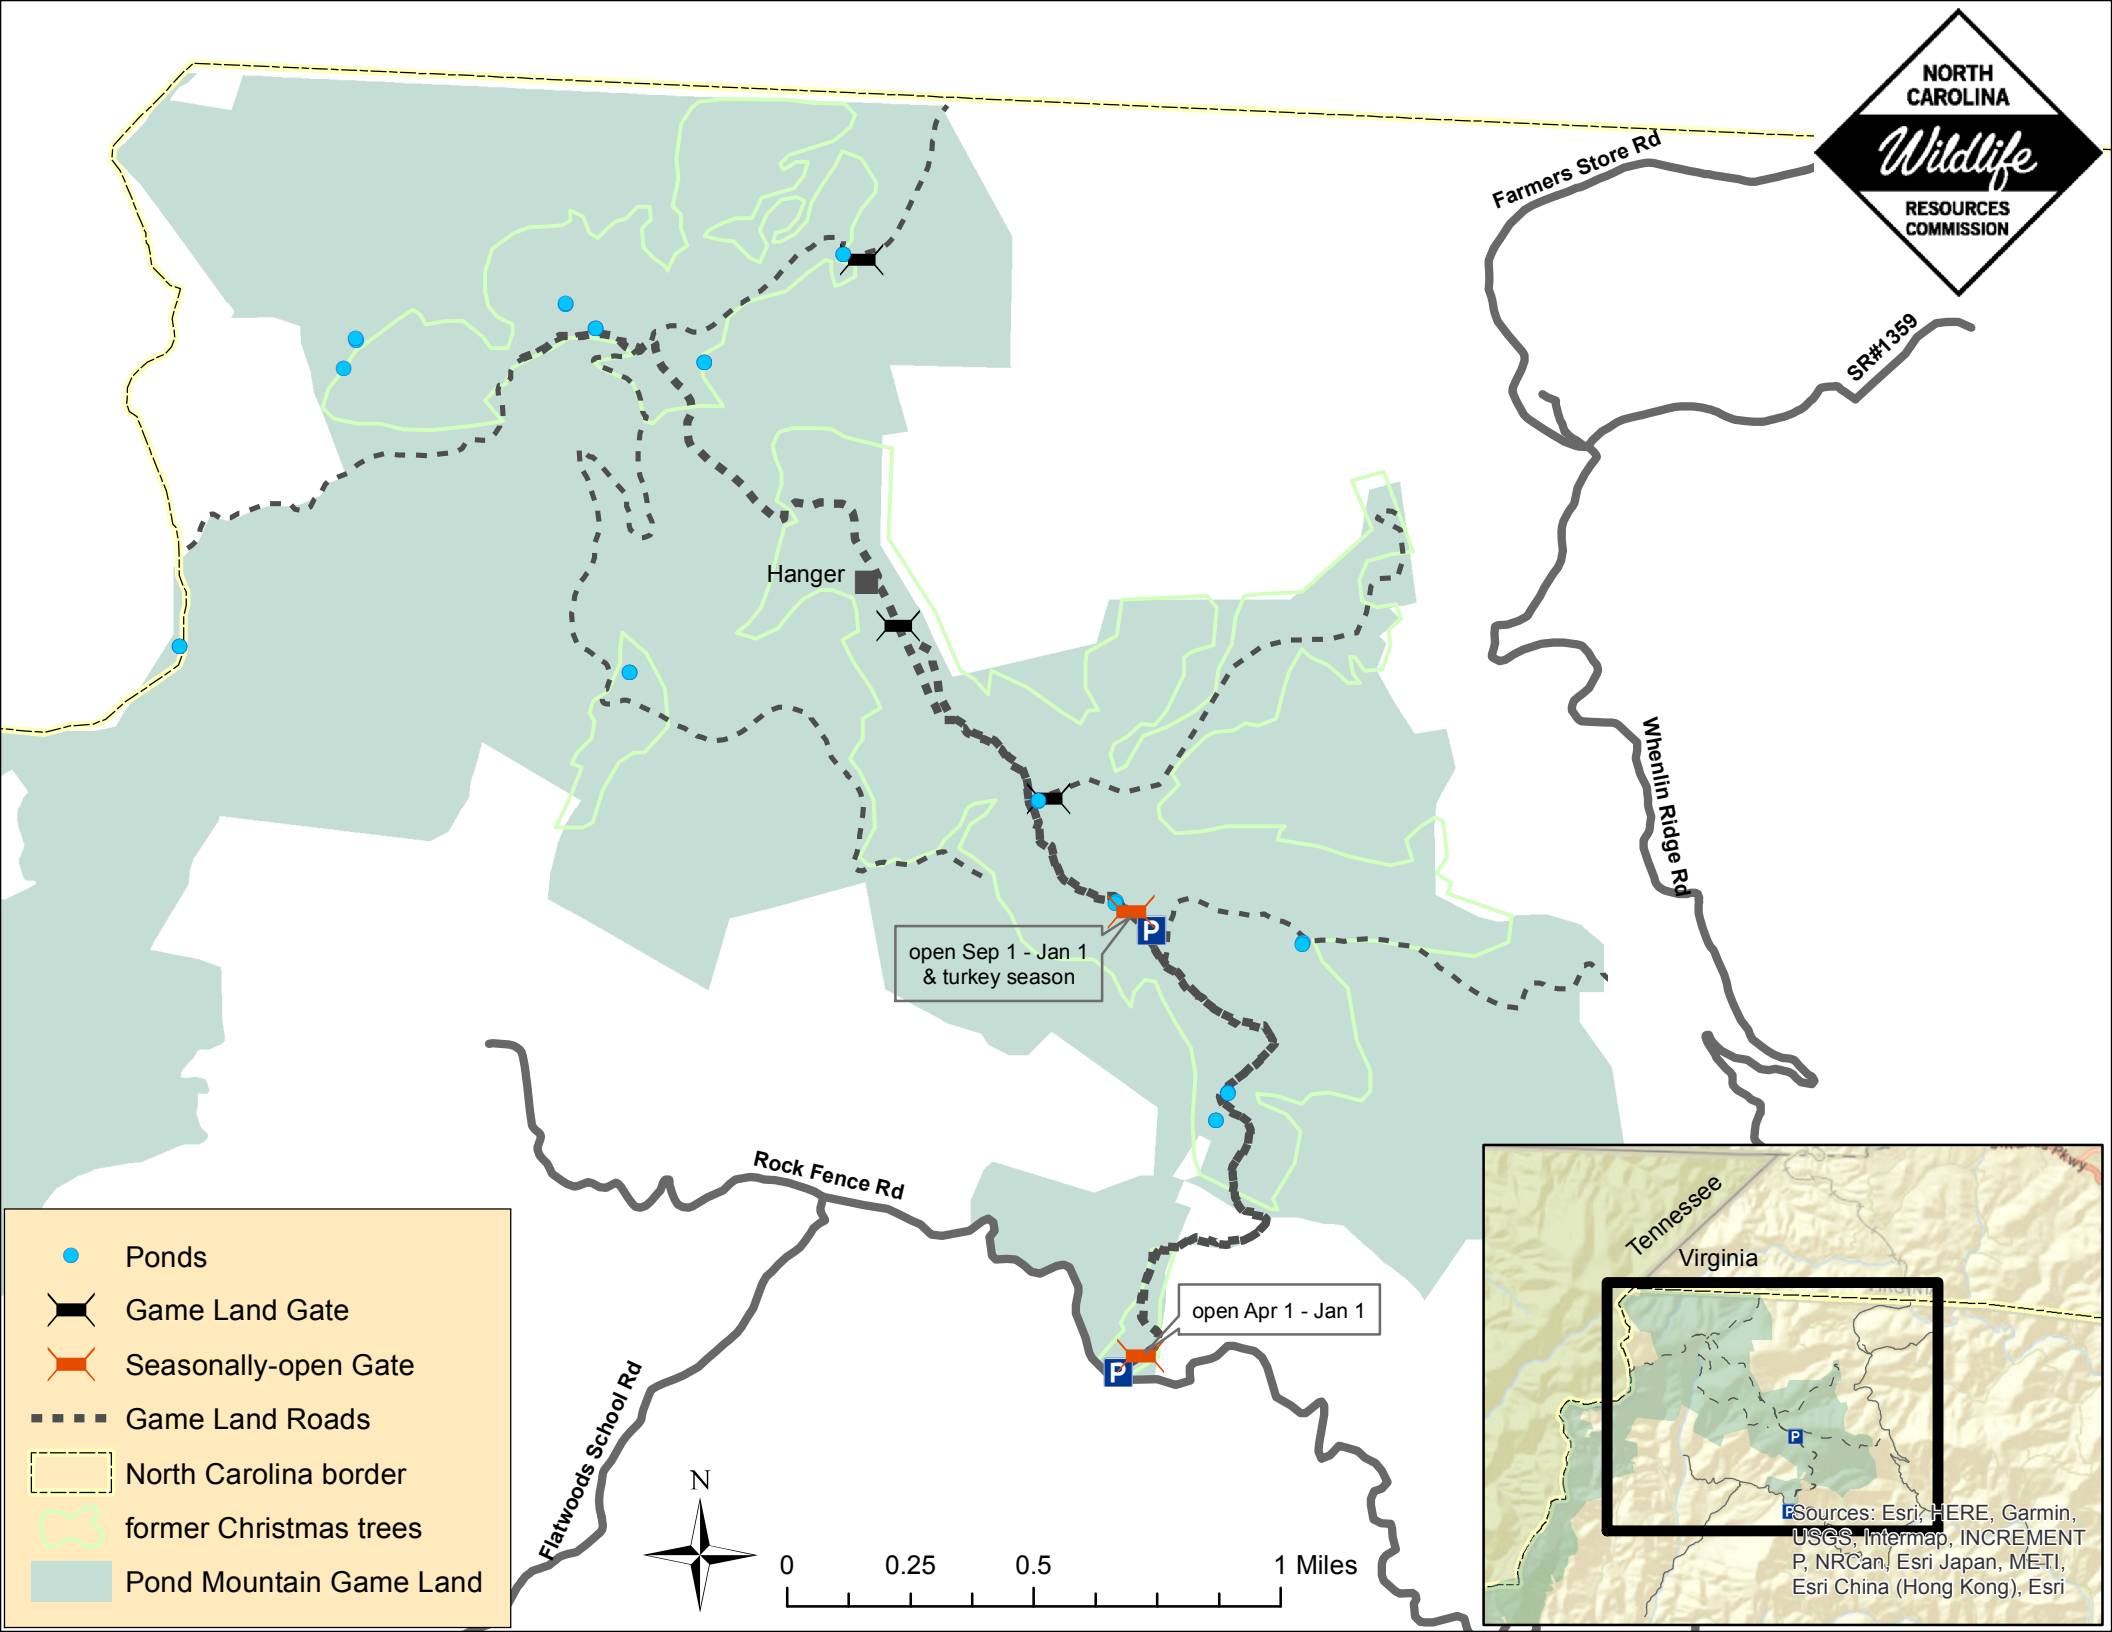 NORTH
CAROLINA
Wildlife
RESOURCES
COMMISSION
Farmers Store Rd
SR#1359
Hanger
Whenlin Ridge Rd
P
open Sep 1 - Jan 1
& turkey season
Rock Fence Rd
open Apr 1 - Jan 1
P
Flatwoods School Rd
Ponds
Game Land Gate
Seasonally-open Gate
Game Land Roads
North Carolina border
former Christmas trees
Pond Mountain Game Land
N
0 0.25 0.5 1 Miles
Tennessee
Virginia
VIRGINIA
Pkwy
P
P
Sources: Esri, HERE, Garmin,
USGS, Intermap, INCREMENT
P, NRCan, Esri Japan, METI,
Esri China (Hong Kong), Esri